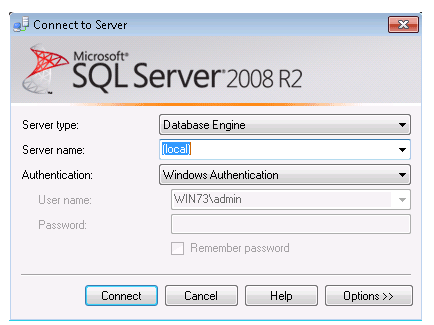 Connect to Server
Microsoft®
SQL Server® 2008 R2
Server type:
Database Engine
Server name:
(local)
Authentication:
Windows Authentication
User name:
WIN73\admin
Password:
Remember password
Connect
Cancel
Help
Options >>